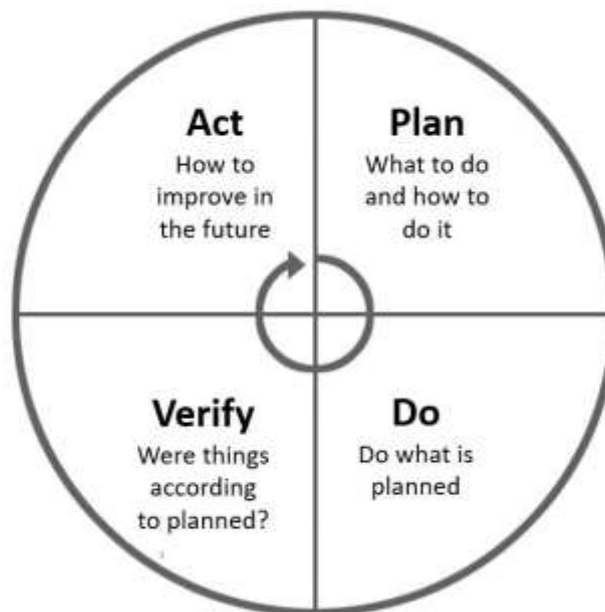 Act
How to
improve in
the future
Plan
What to do
and how to
do it
Verify
Were things
according
to planned?
Do
Do what is
planned